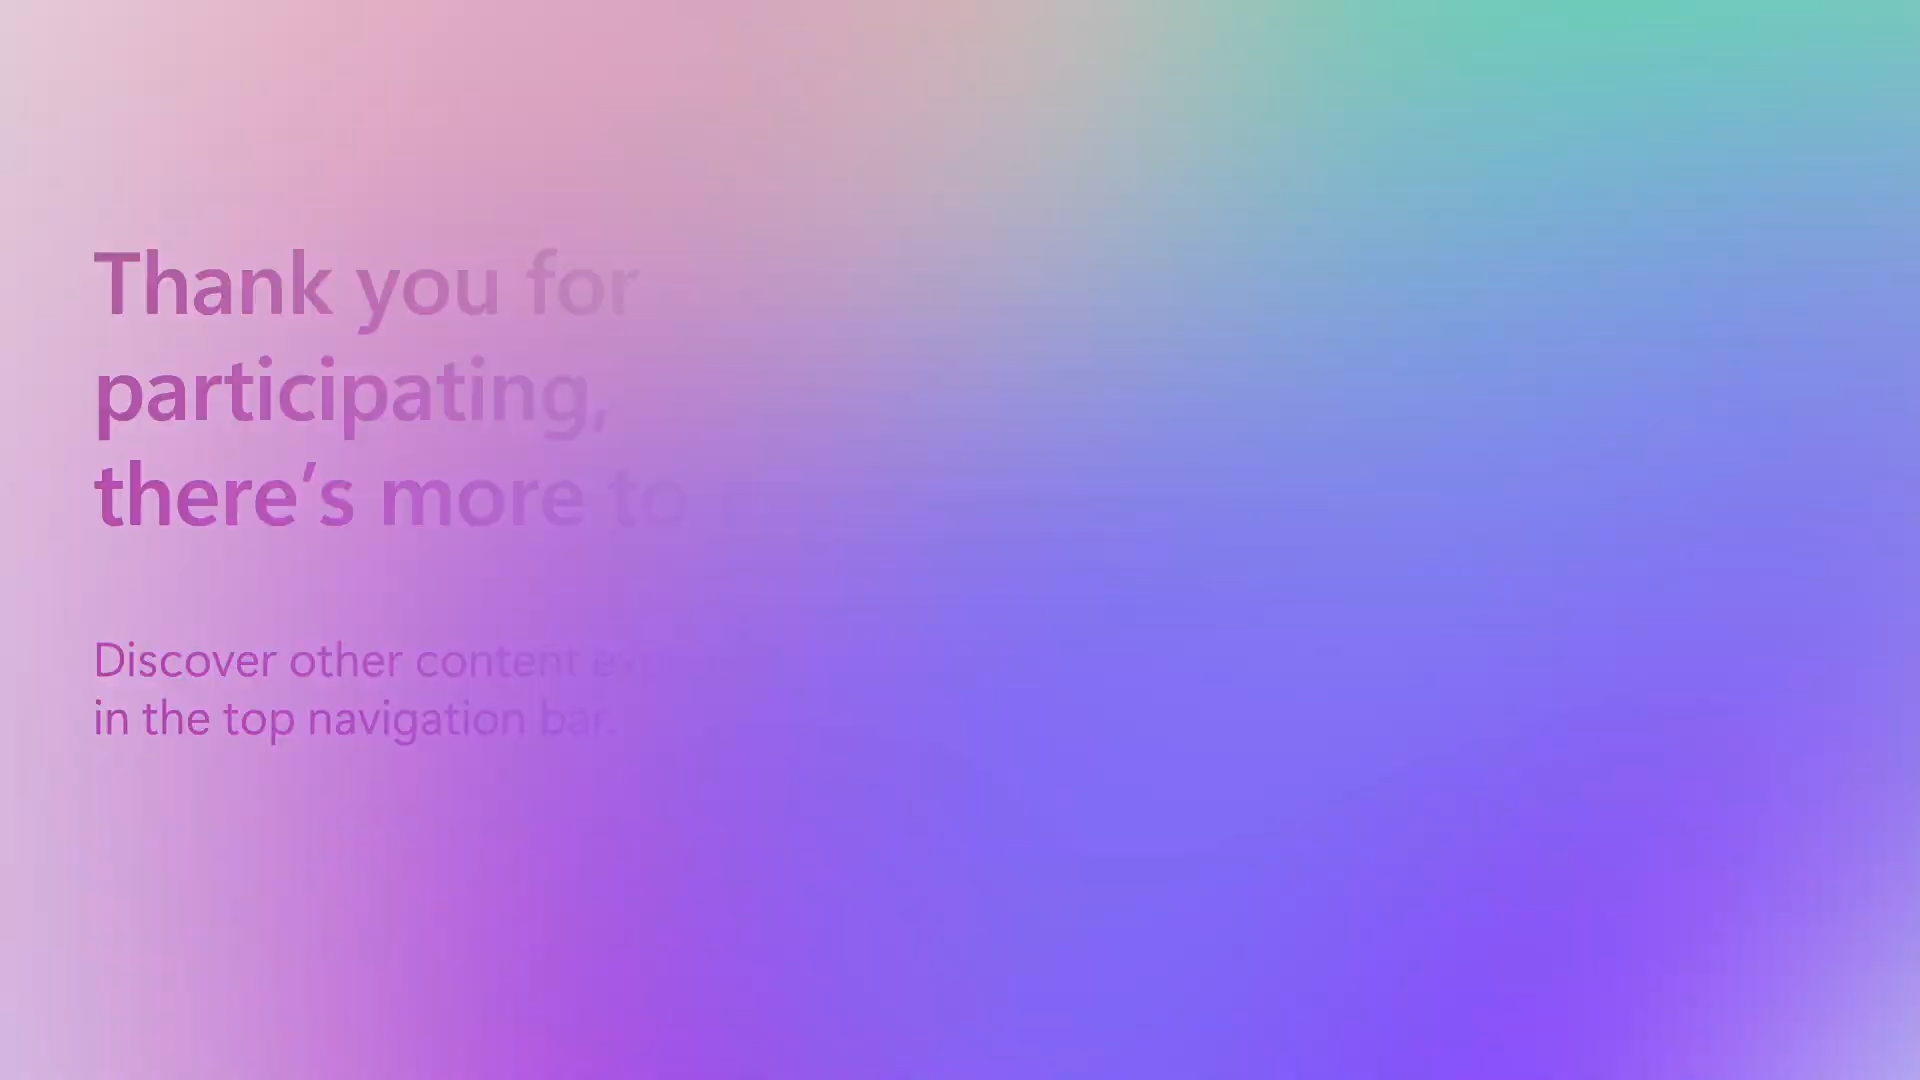 Thank you for
participating,
there’s more to
Discover other content
in the top navigation bar.